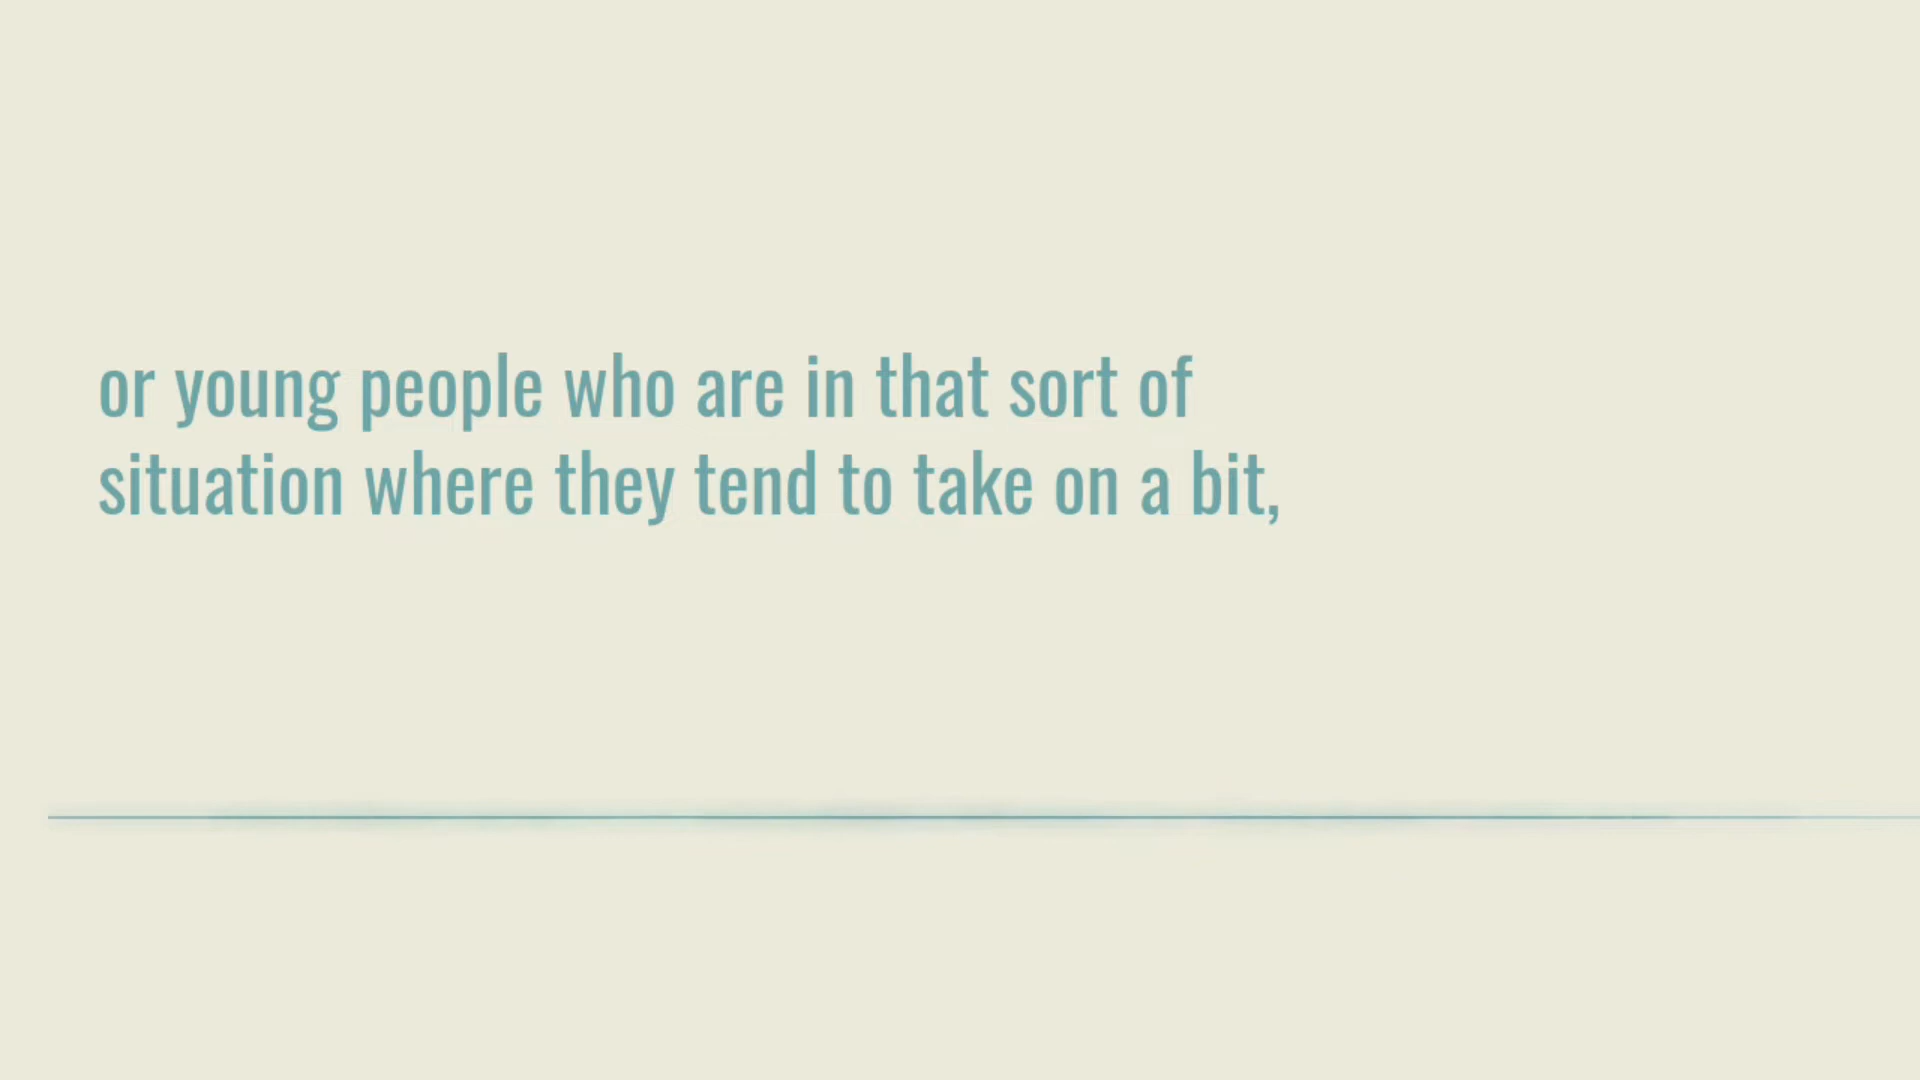 or young people who are in that sort of
situation where they tend to take on a bit,